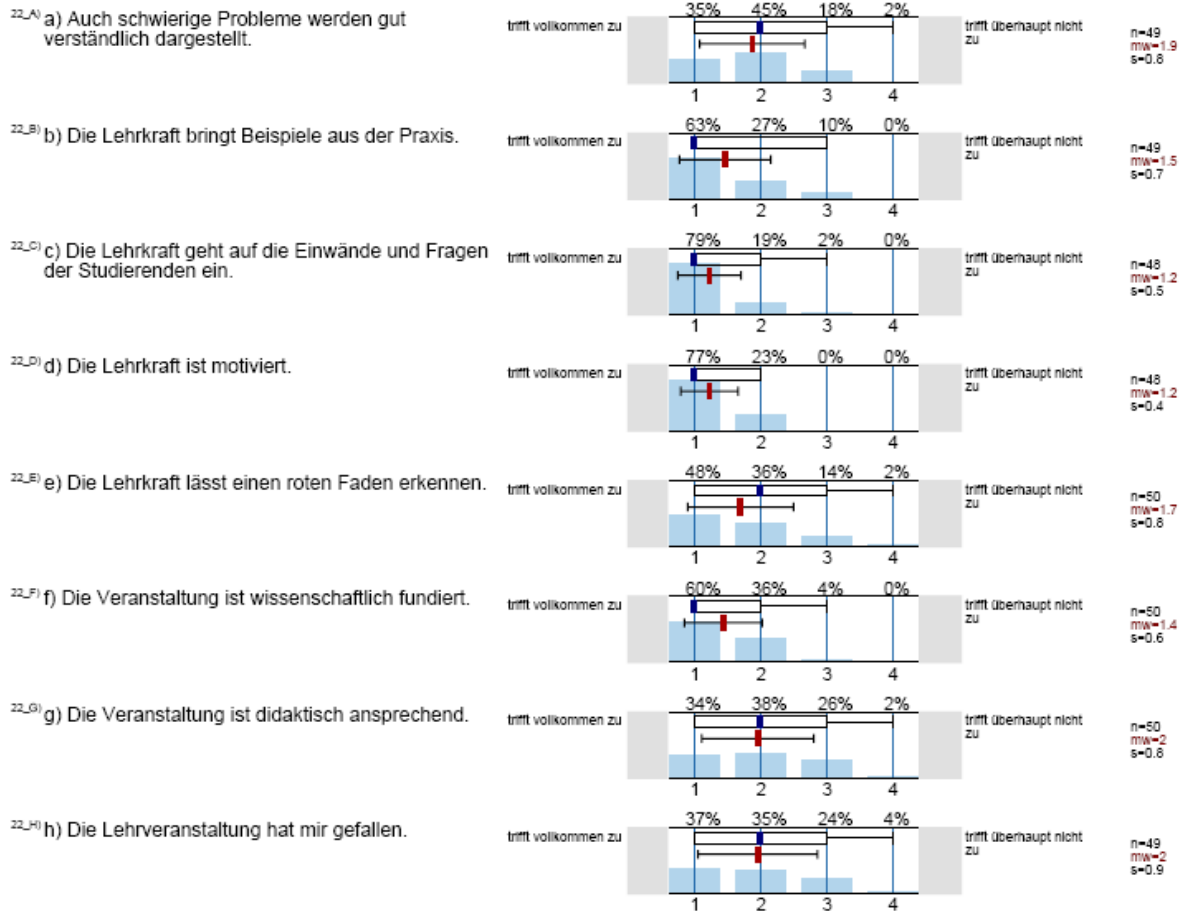 22_A) a) Auch schwierige Probleme werden gut
verständlich dargestellt.
trifft vollkommen zu
35% 45% 18% 2%
1 2 3 4
trifft überhaupt nicht
zu
n=49
mw=1.9
s=0.8
22_B) b) Die Lehrkraft bringt Beispiele aus der Praxis.
trifft vollkommen zu
63% 27% 10% 0%
1 2 3 4
trifft überhaupt nicht
zu
n=49
mw=1.5
s=0.7
22_C) c) Die Lehrkraft geht auf die Einwände und Fragen
der Studierenden ein.
trifft vollkommen zu
79% 19% 2% 0%
1 2 3 4
trifft überhaupt nicht
zu
n=48
mw=1.2
s=0.5
22_D) d) Die Lehrkraft ist motiviert.
trifft vollkommen zu
77% 23% 0% 0%
1 2 3 4
trifft überhaupt nicht
zu
n=48
mw=1.2
s=0.4
22_E) e) Die Lehrkraft lässt einen roten Faden erkennen.
trifft vollkommen zu
48% 36% 14% 2%
1 2 3 4
trifft überhaupt nicht
zu
n=50
mw=1.7
s=0.8
22_F) f) Die Veranstaltung ist wissenschaftlich fundiert.
trifft vollkommen zu
60% 36% 4% 0%
1 2 3 4
trifft überhaupt nicht
zu
n=50
mw=1.4
s=0.6
22_G) g) Die Veranstaltung ist didaktisch ansprechend.
trifft vollkommen zu
34% 38% 26% 2%
1 2 3 4
trifft überhaupt nicht
zu
n=50
mw=2
s=0.8
22_H) h) Die Lehrveranstaltung hat mir gefallen.
trifft vollkommen zu
37% 35% 24% 4%
1 2 3 4
trifft überhaupt nicht
zu
n=49
mw=2
s=0.9